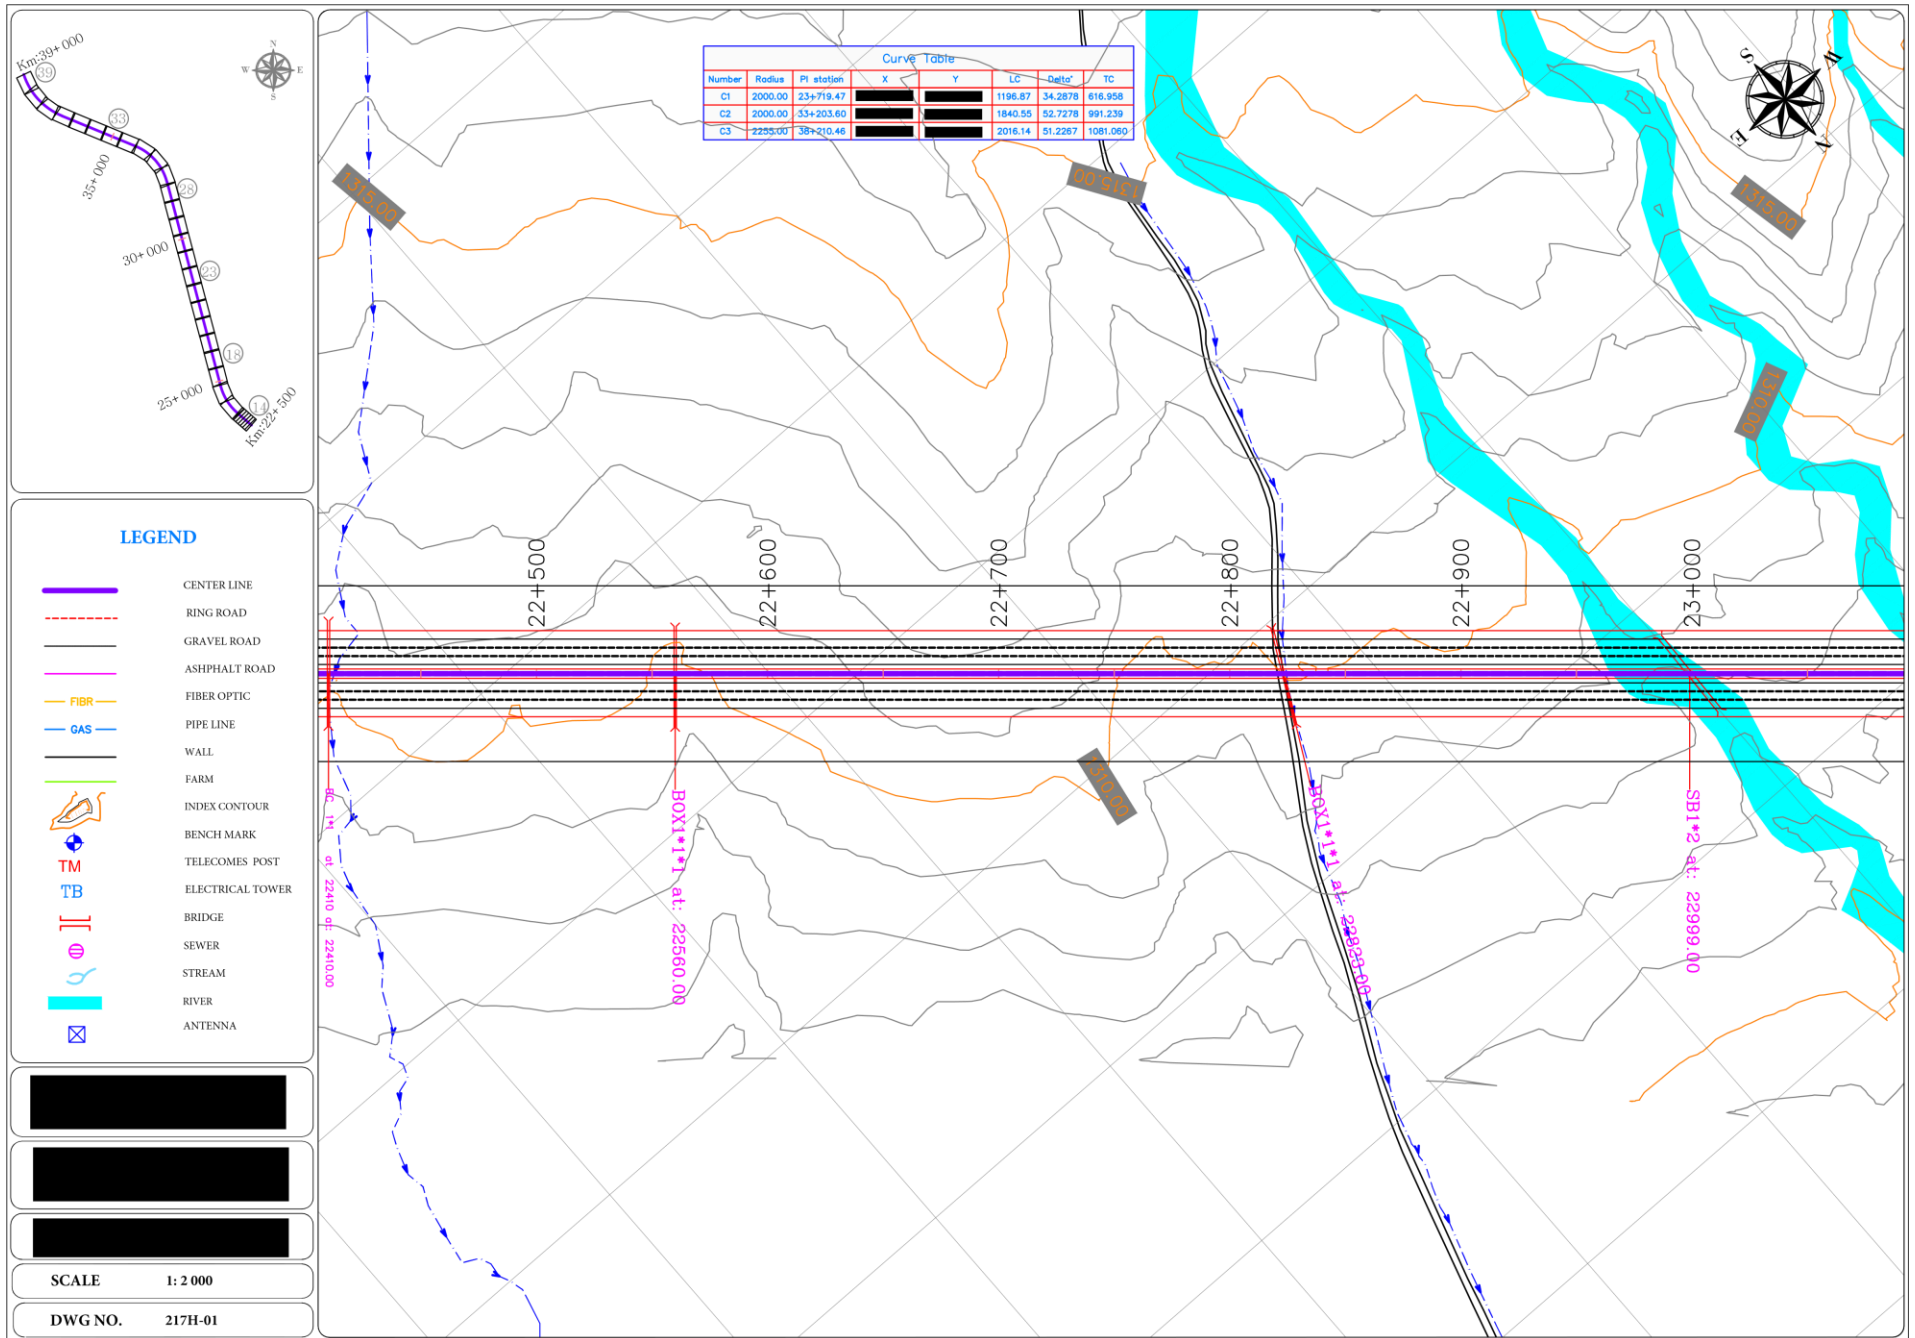 Km:39+000
39
33
35+000
28
30+000
23
18
25+000
14
Km:22+500
N
W E
S
LEGEND
CENTER LINE
RING ROAD
GRAVEL ROAD
ASHPHALT ROAD
FIBR FIBER OPTIC
GAS PIPE LINE
WALL
FARM
INDEX CONTOUR
BENCH MARK
TM TELECOMES POST
TB ELECTRICAL TOWER
BRIDGE
SEWER
STREAM
RIVER
ANTENNA
SCALE 1: 2 000
DWG NO. 217H-01
Curve Table
Number Radius PI station X Y LC Delta° TC
C1 2000.00 23+719.47 1196.87 34.2878 616.958
C2 2000.00 33+203.60 1840.55 52.7278 991.239
C3 2255.00 38+210.46 2016.14 51.2267 1081.060
S
W
E
N
1315.00
1315.00
1315.00
1310.00
22+500
22+600
22+700
22+800
22+900
23+000
1310.00
BC 1*1 at 22410 at: 22410.00
BOX1*1*1 at: 22560.00
BOX1*1*1 at: 22823.00
SB1*2 at: 22999.00